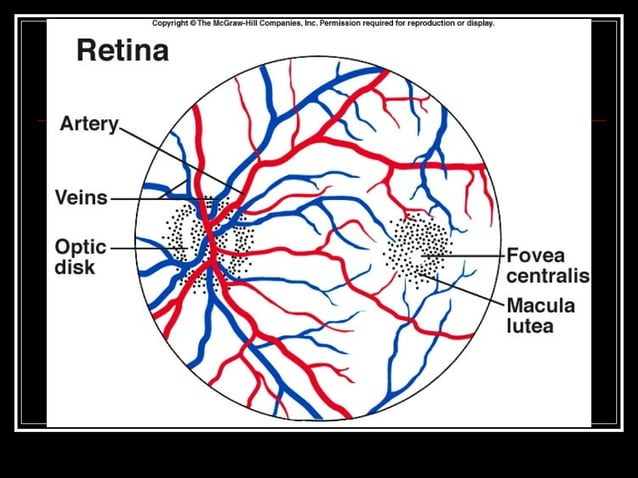 Copyright © The McGraw-Hill Companies, Inc. Permission required for reproduction or display.
Retina
Artery
Veins
Optic
disk
Fovea
centralis
Macula
lutea